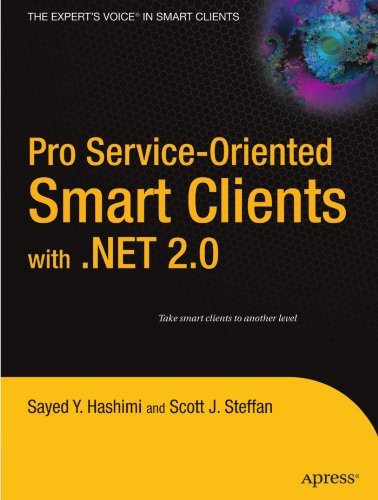 THE EXPERT'S VOICE® IN SMART CLIENTS
Pro Service-Oriented
Smart Clients
with .NET 2.0
Take smart clients to another level
Sayed Y. Hashimi and Scott J. Steffan
Apress®